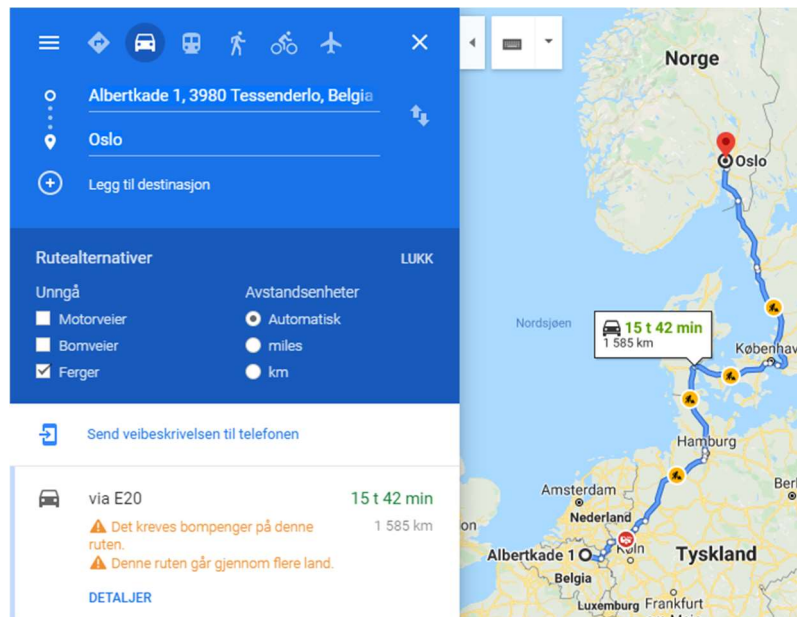 Albertkade 1, 3980 Tessenderlo, Belgia
Oslo
Legg til destinasjon
Rutealternativer
LUKK
Unngå
Avstandsenheter
Motorveier
Automatisk
Bomveier
miles
Ferger
km
Send veibeskrivelsen til telefonen
via E20
15 t 42 min
Det kreves bompenger på denne
1 585 km
ruten.
Denne ruten går gjennom flere land.
DETALJER
Norge
Oslo
Nordsjøen
15 t 42 min
1 585 km
Københav
Hamburg
Amsterdam
Ber
Nederland
on
Albertkade 1
Köln
Tyskland
Belgia
Luxemburg
Frankfurt